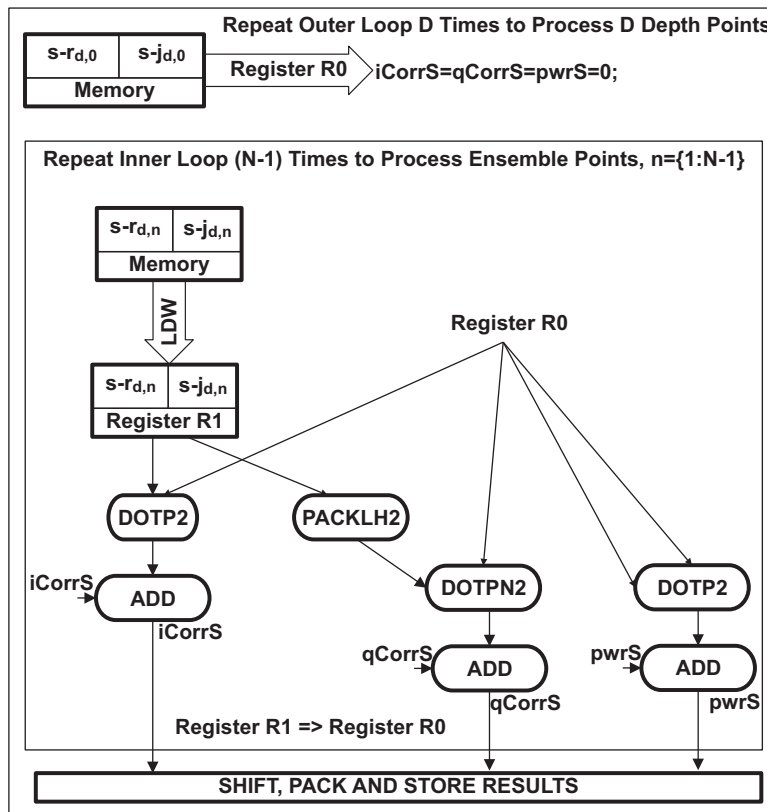 Repeat Outer Loop D Times to Process D Depth Points
s-rd,0 s-jd,0
Memory
Register R0
iCorrS=qCorrS=pwrS=0;
Repeat Inner Loop (N-1) Times to Process Ensemble Points, n={1:N-1}
s-rd,n s-jd,n
Memory
LDW
Register R0
s-rd,n s-jd,n
Register R1
DOTP2
PACKLH2
DOTPN2
DOTP2
iCorrS
ADD
iCorrS
qCorrS
ADD
qCorrS
pwrS
ADD
pwrS
Register R1 => Register R0
SHIFT, PACK AND STORE RESULTS